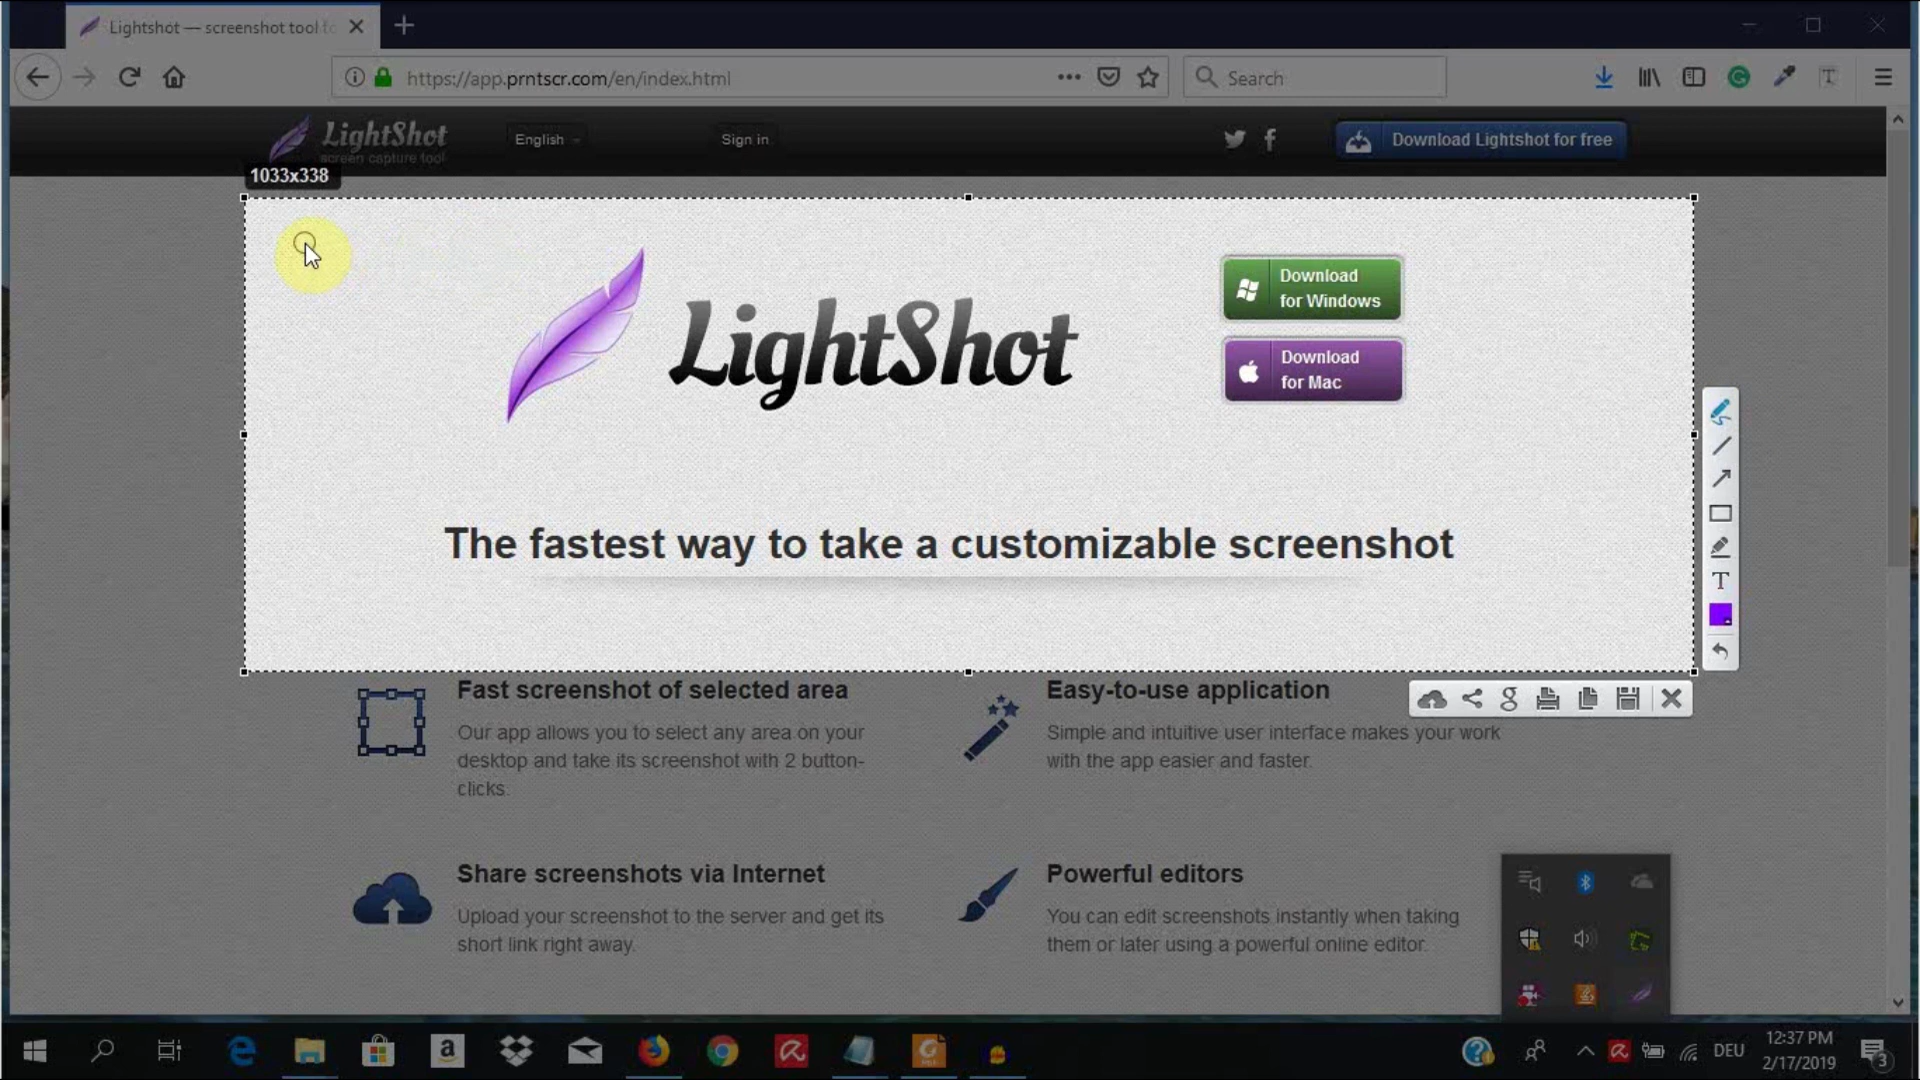 Lightshot — screenshot tool fo
https://app.prntscr.com/en/index.html
Search
LightShot
screen capture tool
English
Sign in
Download Lightshot for free
1033x338
LightShot
Download
for Windows
Download
for Mac
The fastest way to take a customizable screenshot
Fast screenshot of selected area
Our app allows you to select any area on your
desktop and take its screenshot with 2 button-
clicks.
Easy-to-use application
Simple and intuitive user interface makes your work
with the app easier and faster.
Share screenshots via Internet
Upload your screenshot to the server and get its
short link right away.
Powerful editors
You can edit screenshots instantly when taking
them or later using a powerful online editor.
DEU
12:37 PM
2/17/2019
3